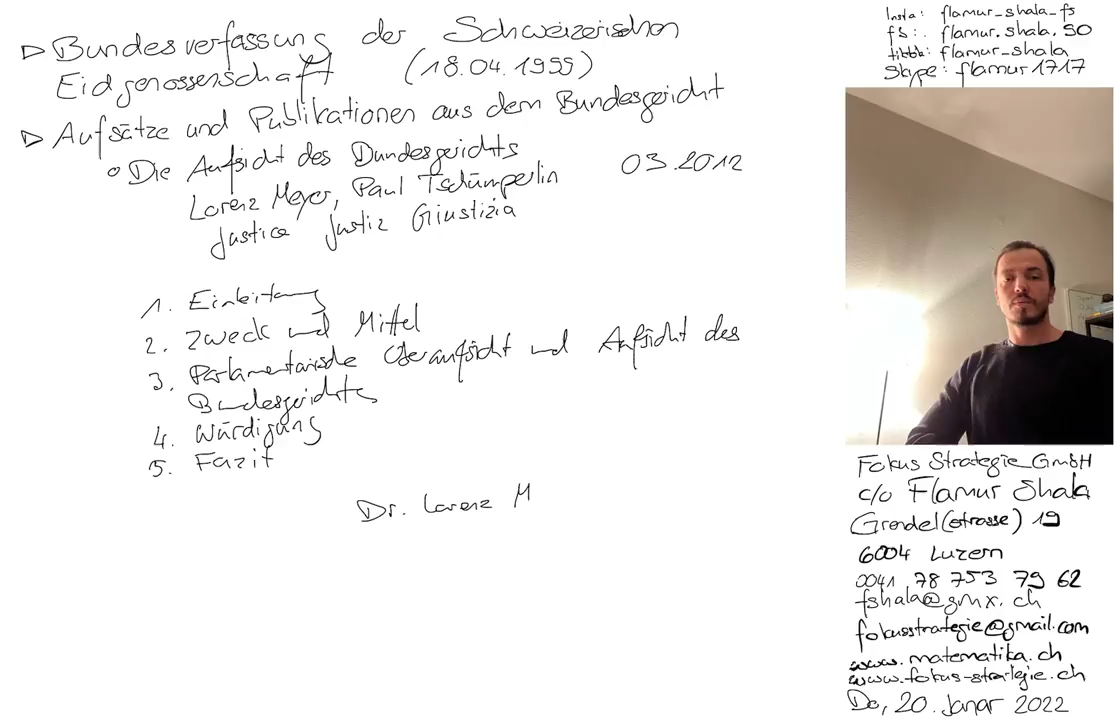 ▷ Bundesverfassung der Schweizerischen
Eidgenossenschaft (18.04.1999)
▷ Aufsätze und Publikationen aus dem Bundesgericht
○ Die Aufsicht des Bundesgerichts 03.2012
Lorenz Meyer, Paul Tschümperlin
Justice Justiz Giustizia
1. Einleitung
2. Zweck und Mittel
3. Parlamentarische Oberaufsicht und Aufsicht des
Bundesgerichtes
4. Würdigung
5. Fazit
Dr. Lorenz M
Insta: flamur_shala_fs
fs:. flamur.shala.50
tiktok: flamur_shala
Skype: flamur1717
Fokus Strategie GmbH
c/o Flamur Shala
Grendel(strasse) 19
6004 Luzern
0041 78 753 79 62
fshala@gmx.ch
fokusstrategie@gmail.com
www.matematika.ch
www.fokus-strategie.ch
Do, 20. Janar 2022